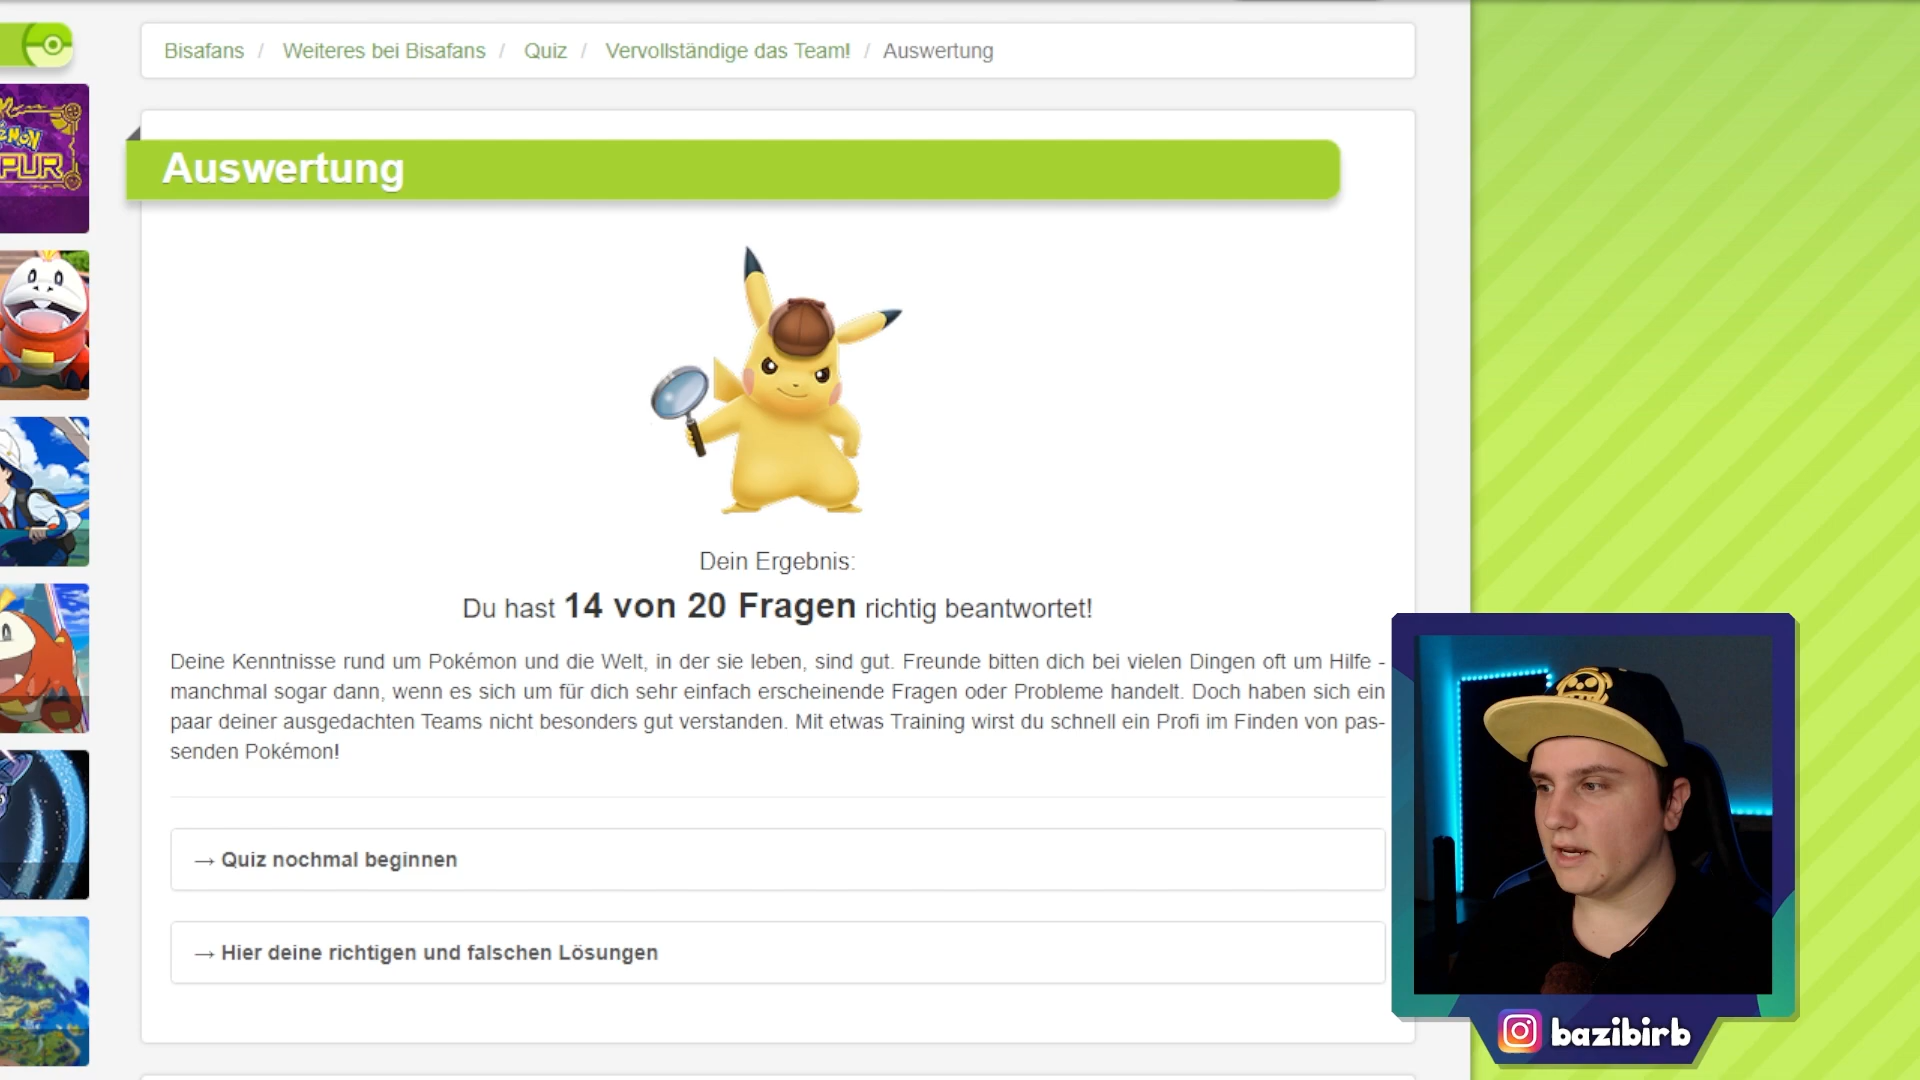 Bisafans / Weiteres bei Bisafans / Quiz / Vervollständige das Team! / Auswertung
PUR
Auswertung
Dein Ergebnis:
Du hast 14 von 20 Fragen richtig beantwortet!
Deine Kenntnisse rund um Pokémon und die Welt, in der sie leben, sind gut. Freunde bitten dich bei vielen Dingen oft um Hilfe -
manchmal sogar dann, wenn es sich um für dich sehr einfach erscheinende Fragen oder Probleme handelt. Doch haben sich ein
paar deiner ausgedachten Teams nicht besonders gut verstanden. Mit etwas Training wirst du schnell ein Profi im Finden von pas-
senden Pokémon!
→ Quiz nochmal beginnen
→ Hier deine richtigen und falschen Lösungen
bazibirb